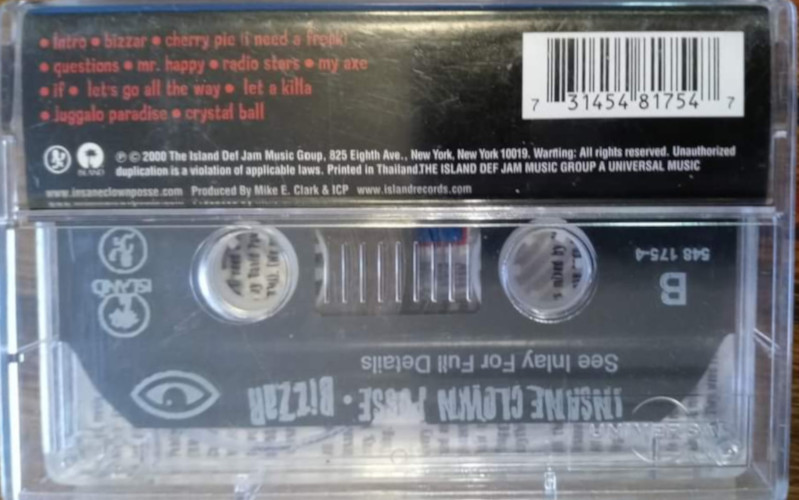 • Intro • bizzar • cherry pie (i need a freak)
• questions • mr. happy • radio stars • my axe
• if • let's go all the way • let a killa
• Juggalo paradise • crystal ball
7 31454 81754 7
ISLAND
℗ © 2000 The Island Def Jam Music Goup, 825 Eighth Ave., New York, New York 10019. Warning: All rights reserved. Unauthorized
duplication is a violation of applicable laws. Printed in ThailandTHE ISLAND DEF JAM MUSIC GROUP A UNIVERSAL MUSIC
www.insaneclownposse.com Produced By Mike E. Clark & ICP www.islandrecords.com
548 175-4
B
ISLAND
See Inlay For Full Details
INSANE CLOWN POSSE • BIZZAR
UNIVERSAL